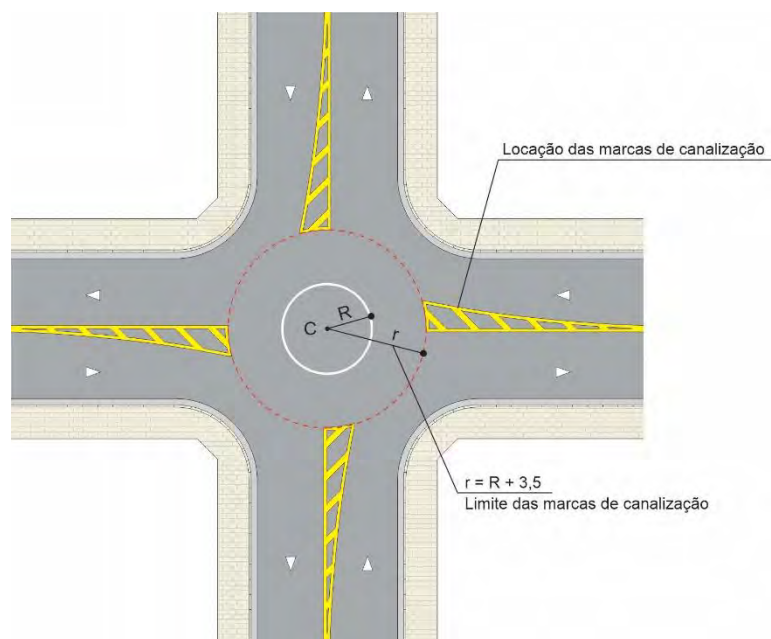 Locação das marcas de canalização
R
C
r
r = R + 3,5
Limite das marcas de canalização